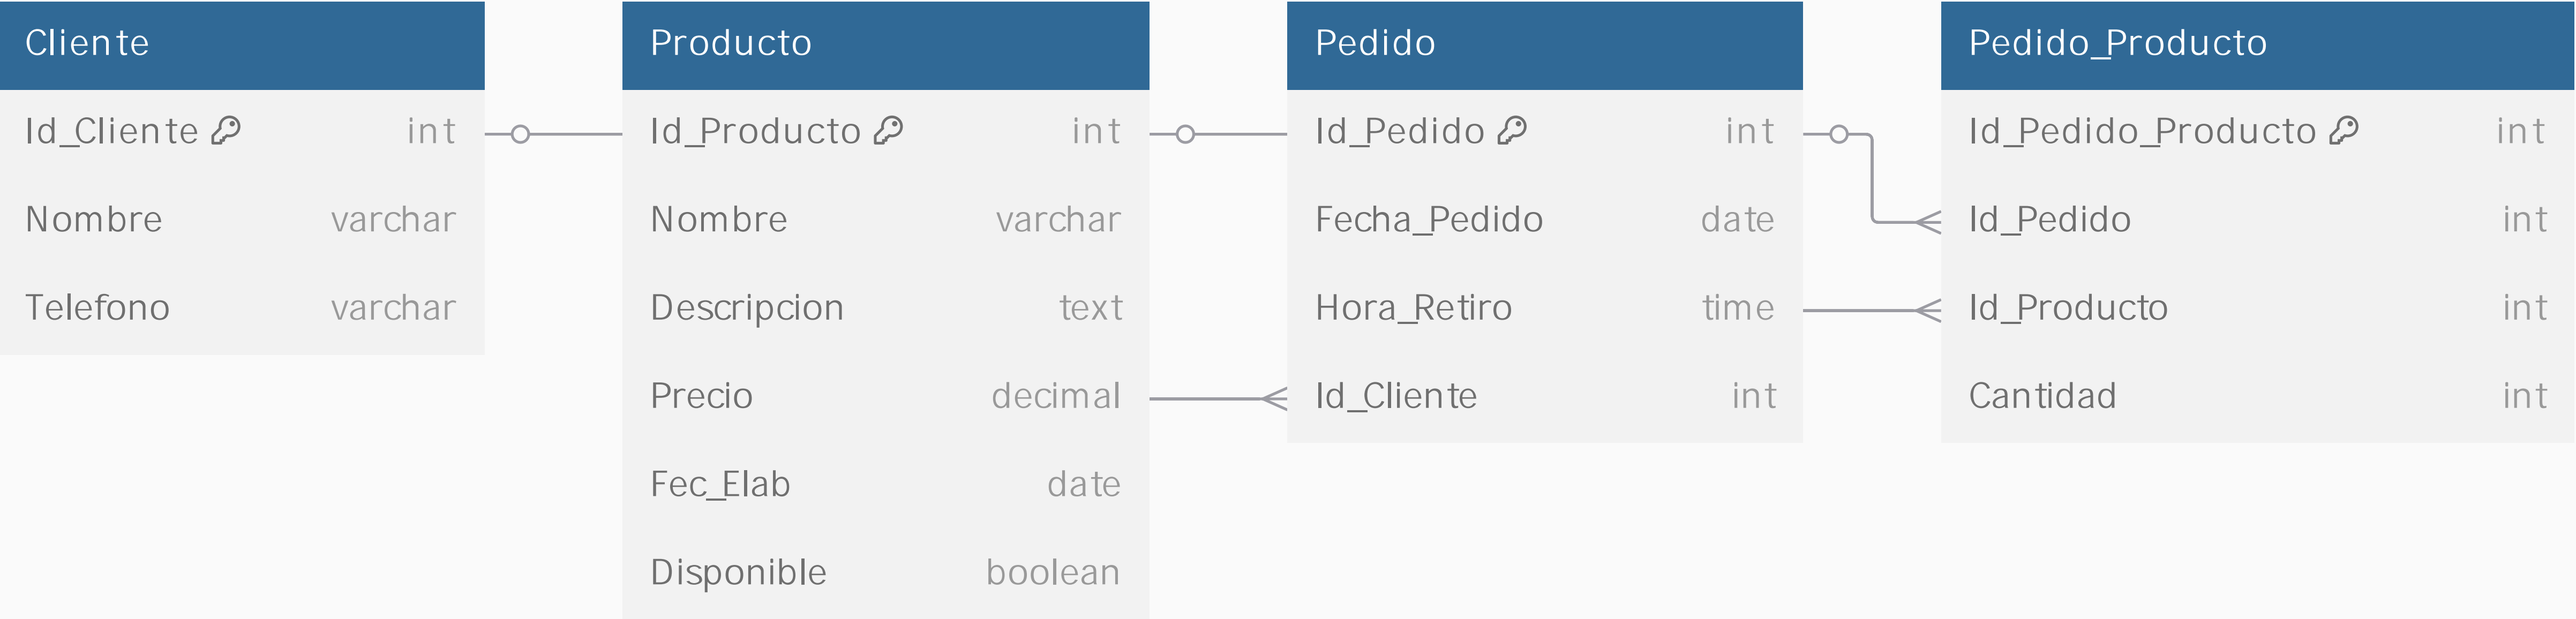 Cliente
Id_Cliente int
Nombre varchar
Telefono varchar
Producto
Id_Producto int
Nombre varchar
Descripcion text
Precio decimal
Fec_Elab date
Disponible boolean
Pedido
Id_Pedido int
Fecha_Pedido date
Hora_Retiro time
Id_Cliente int
Pedido_Producto
Id_Pedido_Producto int
Id_Pedido int
Id_Producto int
Cantidad int